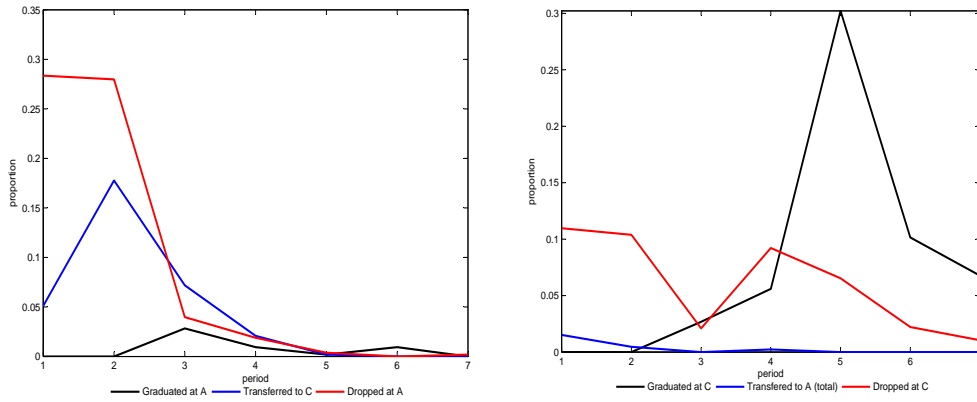 0.35
0.3
0.25
0.2
0.15
0.1
0.05
0
proportion
1 2 3 4 5 6 7
period
Graduated at A Transferred to C Dropped at A
0.3
0.25
0.2
0.15
0.1
0.05
0
proportion
1 2 3 4 5 6
period
Graduated at C Transfered to A (total) Dropped at C